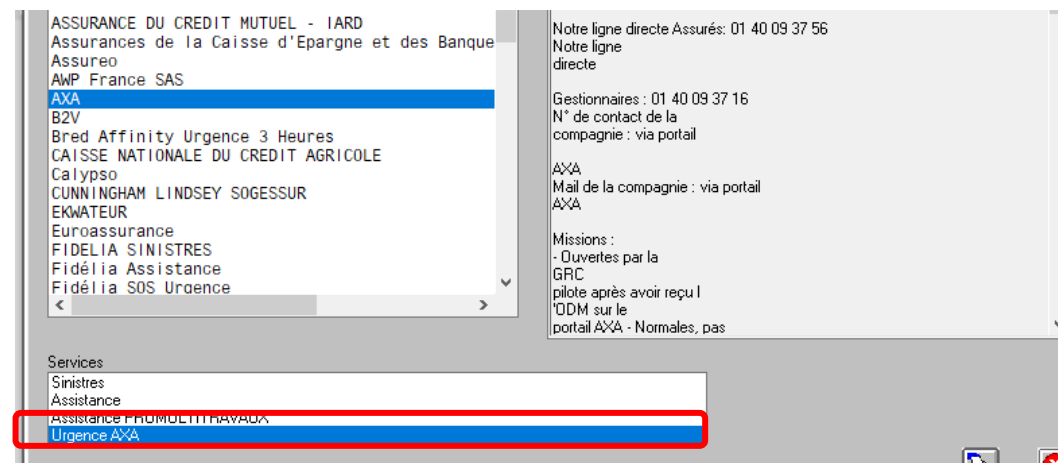 ASSURANCE DU CREDIT MUTUEL - IARD
Assurances de la Caisse d'Epargne et des Banque
Assureo
AWP France SAS
AXA
B2V
Bred Affinity Urgence 3 Heures
CAISSE NATIONALE DU CREDIT AGRICOLE
Calypso
CUNNINGHAM LINDSEY SOGESSUR
EKWATEUR
Euroassurance
FIDELIA SINISTRES
Fidélia Assistance
Fidélia SOS Urgence
Notre ligne directe Assurés: 01 40 09 37 56
Notre ligne
directe
Gestionnaires : 01 40 09 37 16
N° de contact de la
compagnie : via portail
AXA
Mail de la compagnie : via portail
AXA
Missions :
- Ouvertes par la
GRC
pilote après avoir reçu l
'ODM sur le
portail AXA - Normales, pas
Services
Sinistres
Assistance
Assistance PROMULTITRAVAUX
Urgence AXA